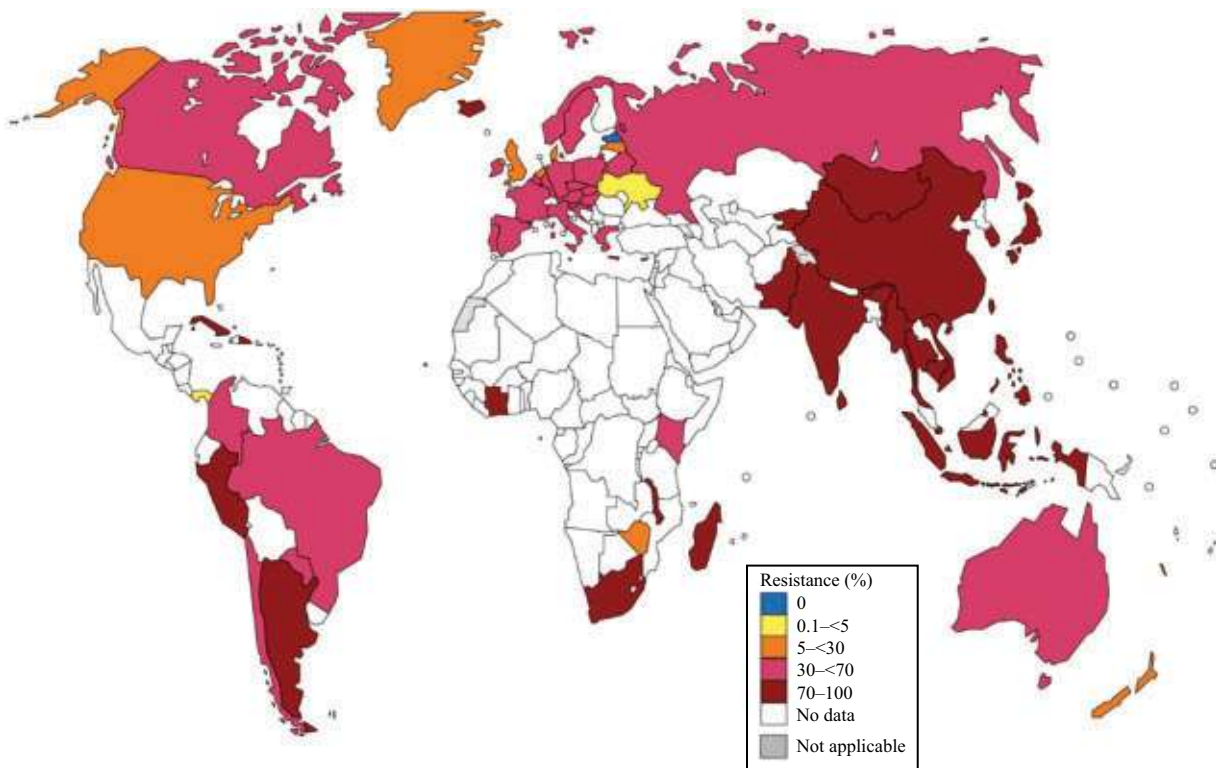 Resistance (%)
0
0.1–<5
5–<30
30–<70
70–100
No data
Not applicable